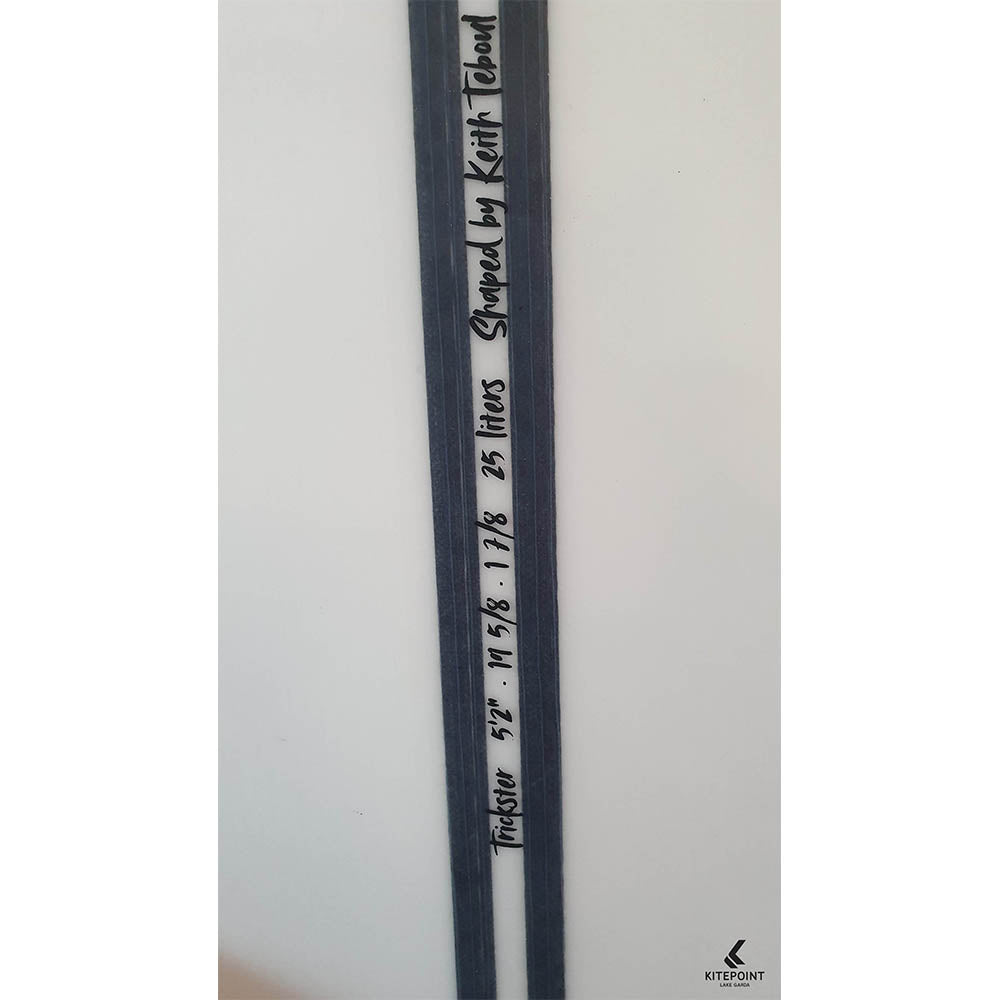 Trickster 5'2" . 19 5/8 . 1 7/8 25 liters Shaped by Keith Teboul
KITEPOINT
LAKE GARDA